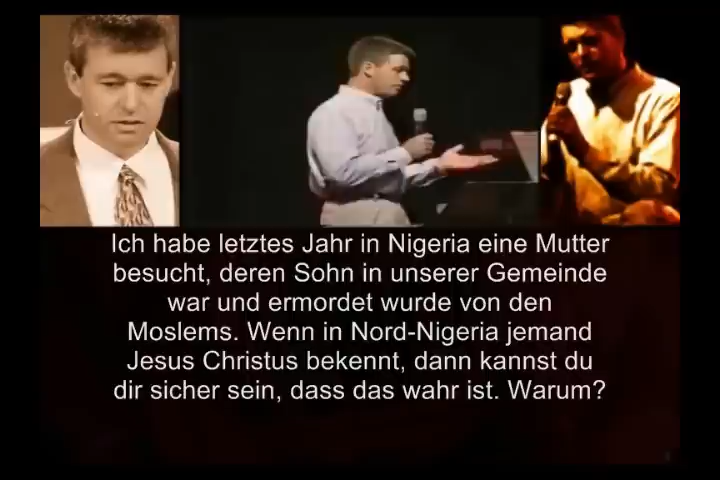 Ich habe letztes Jahr in Nigeria eine Mutter
besucht, deren Sohn in unserer Gemeinde
war und ermordet wurde von den
Moslems. Wenn in Nord-Nigeria jemand
Jesus Christus bekennt, dann kannst du
dir sicher sein, dass das wahr ist. Warum?